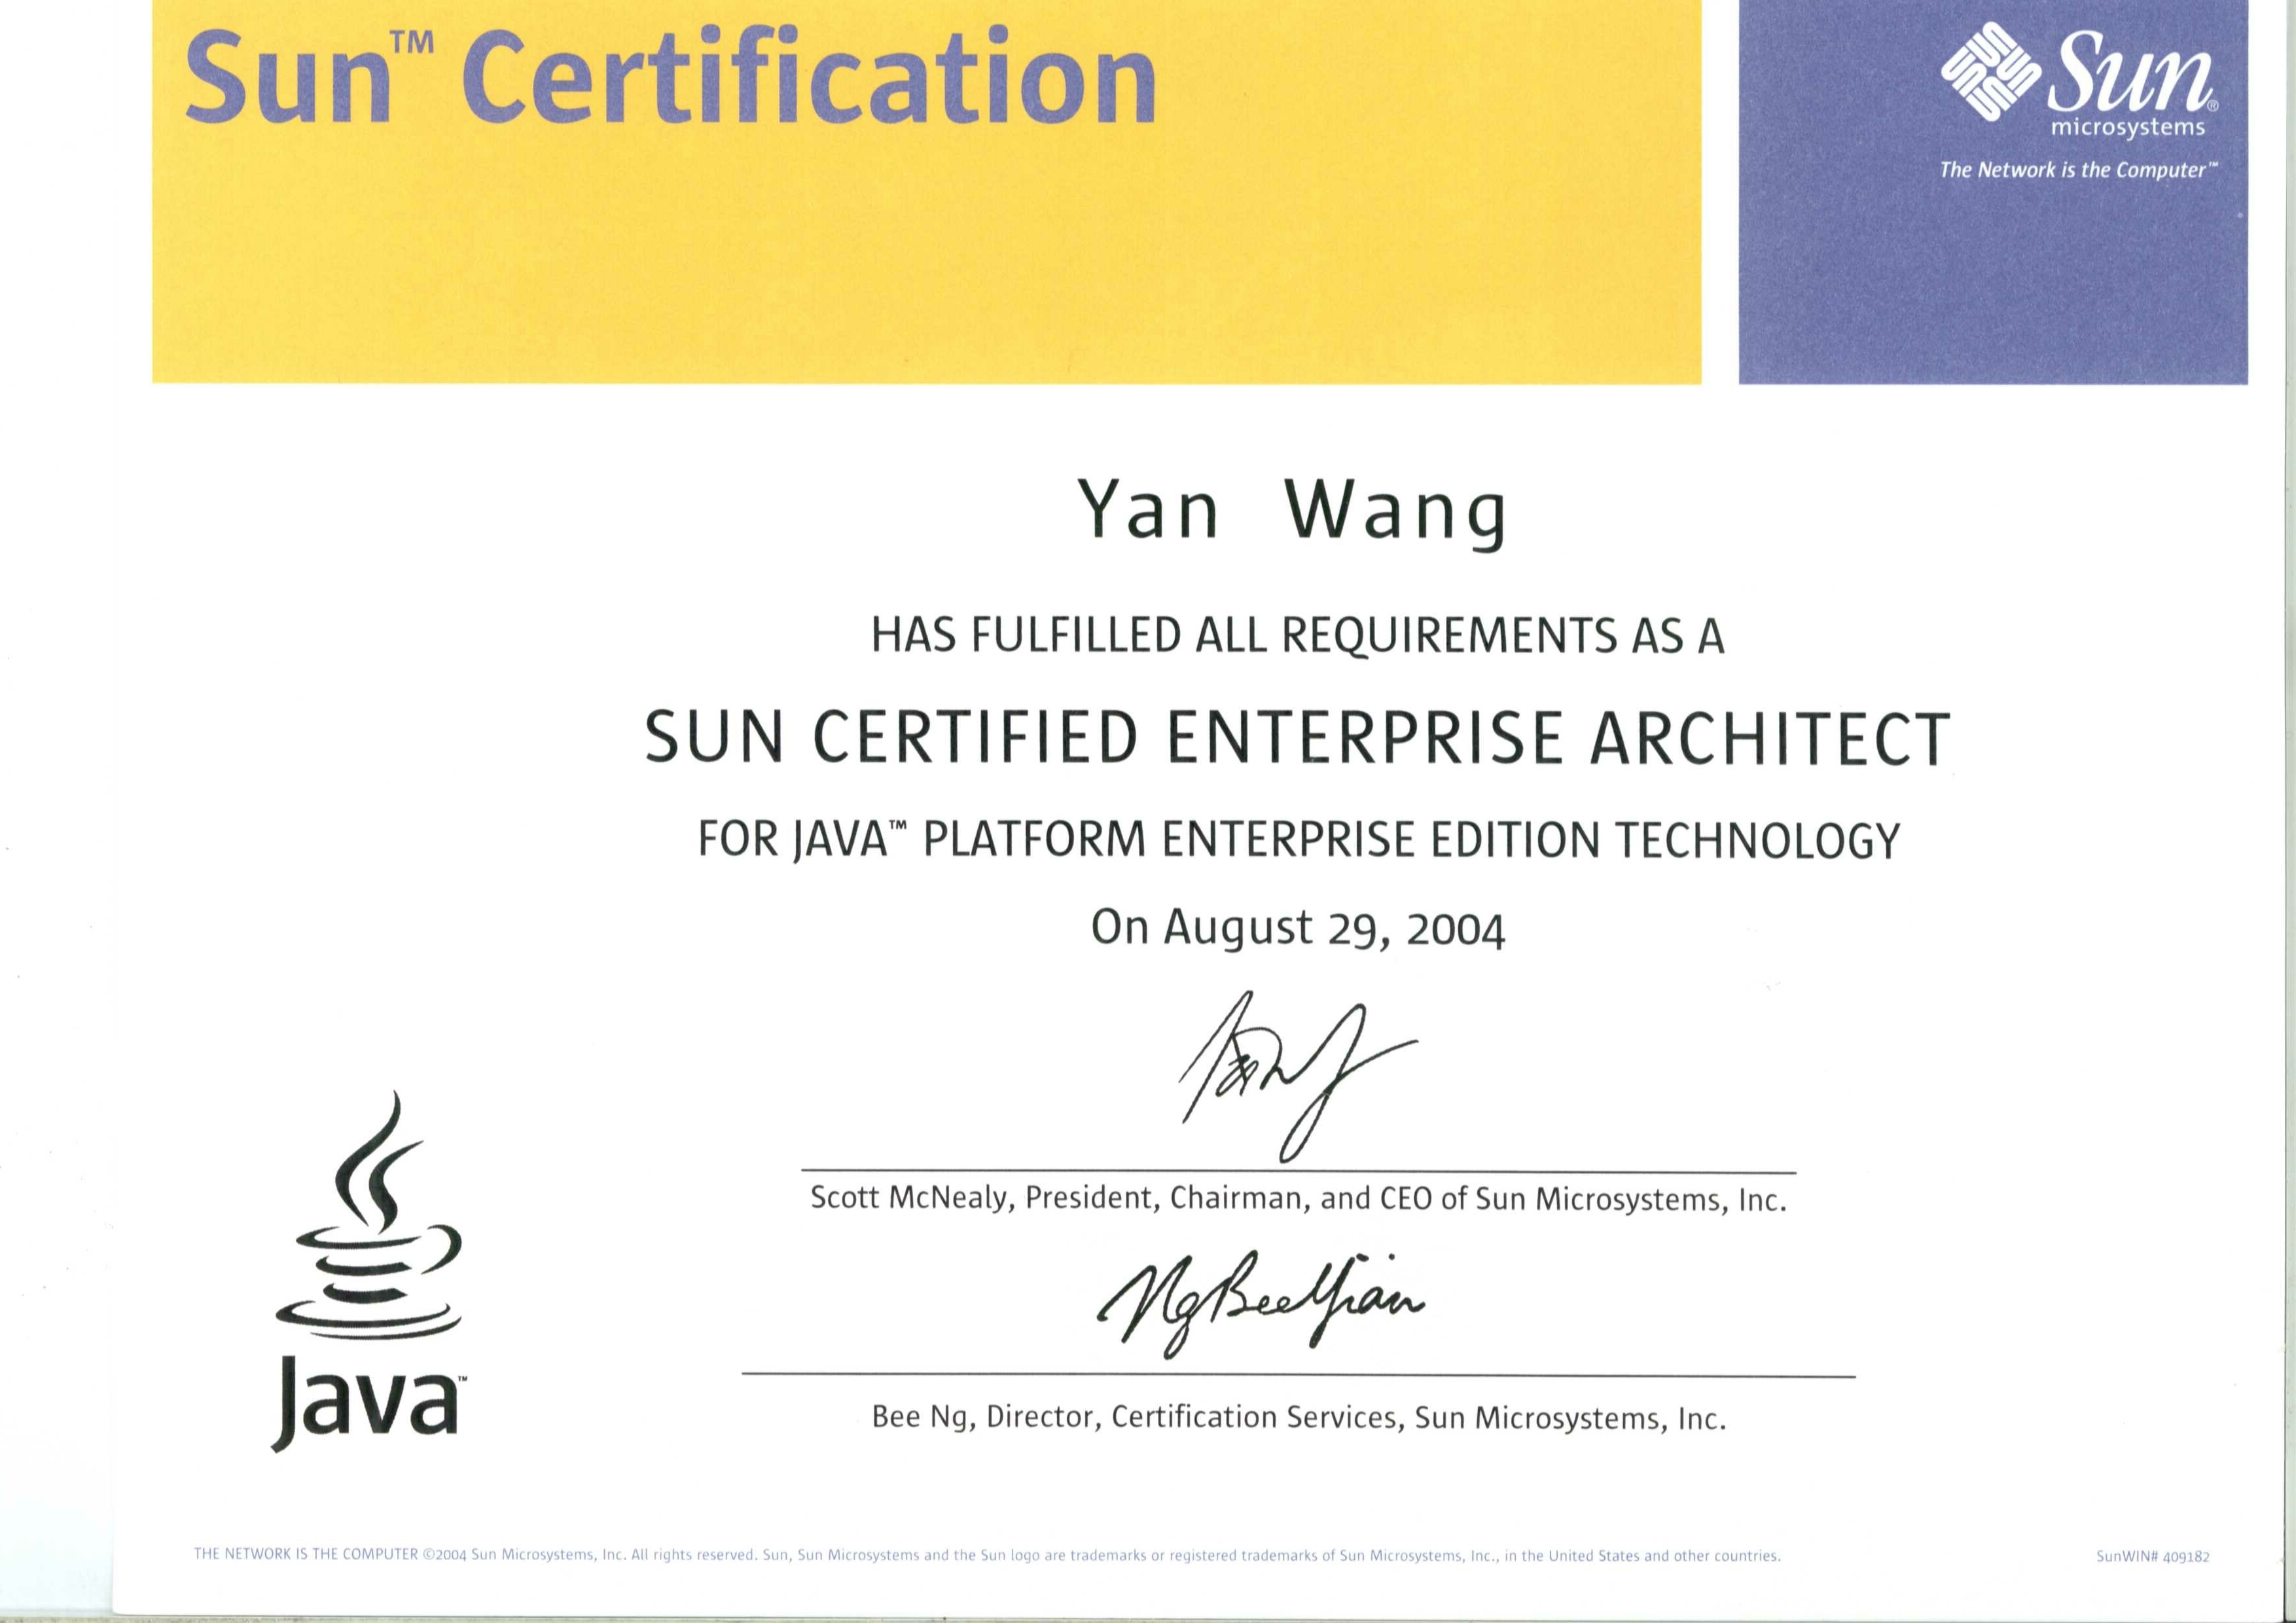 Sun™ Certification
Sun®
microsystems
The Network is the Computer™
Yan Wang
HAS FULFILLED ALL REQUIREMENTS AS A
SUN CERTIFIED ENTERPRISE ARCHITECT
FOR JAVA™ PLATFORM ENTERPRISE EDITION TECHNOLOGY
On August 29, 2004
Scott McNealy, President, Chairman, and CEO of Sun Microsystems, Inc.
Bee Ng, Director, Certification Services, Sun Microsystems, Inc.
Java™
THE NETWORK IS THE COMPUTER ©2004 Sun Microsystems, Inc. All rights reserved. Sun, Sun Microsystems and the Sun logo are trademarks or registered trademarks of Sun Microsystems, Inc., in the United States and other countries.
SunWIN# 409182